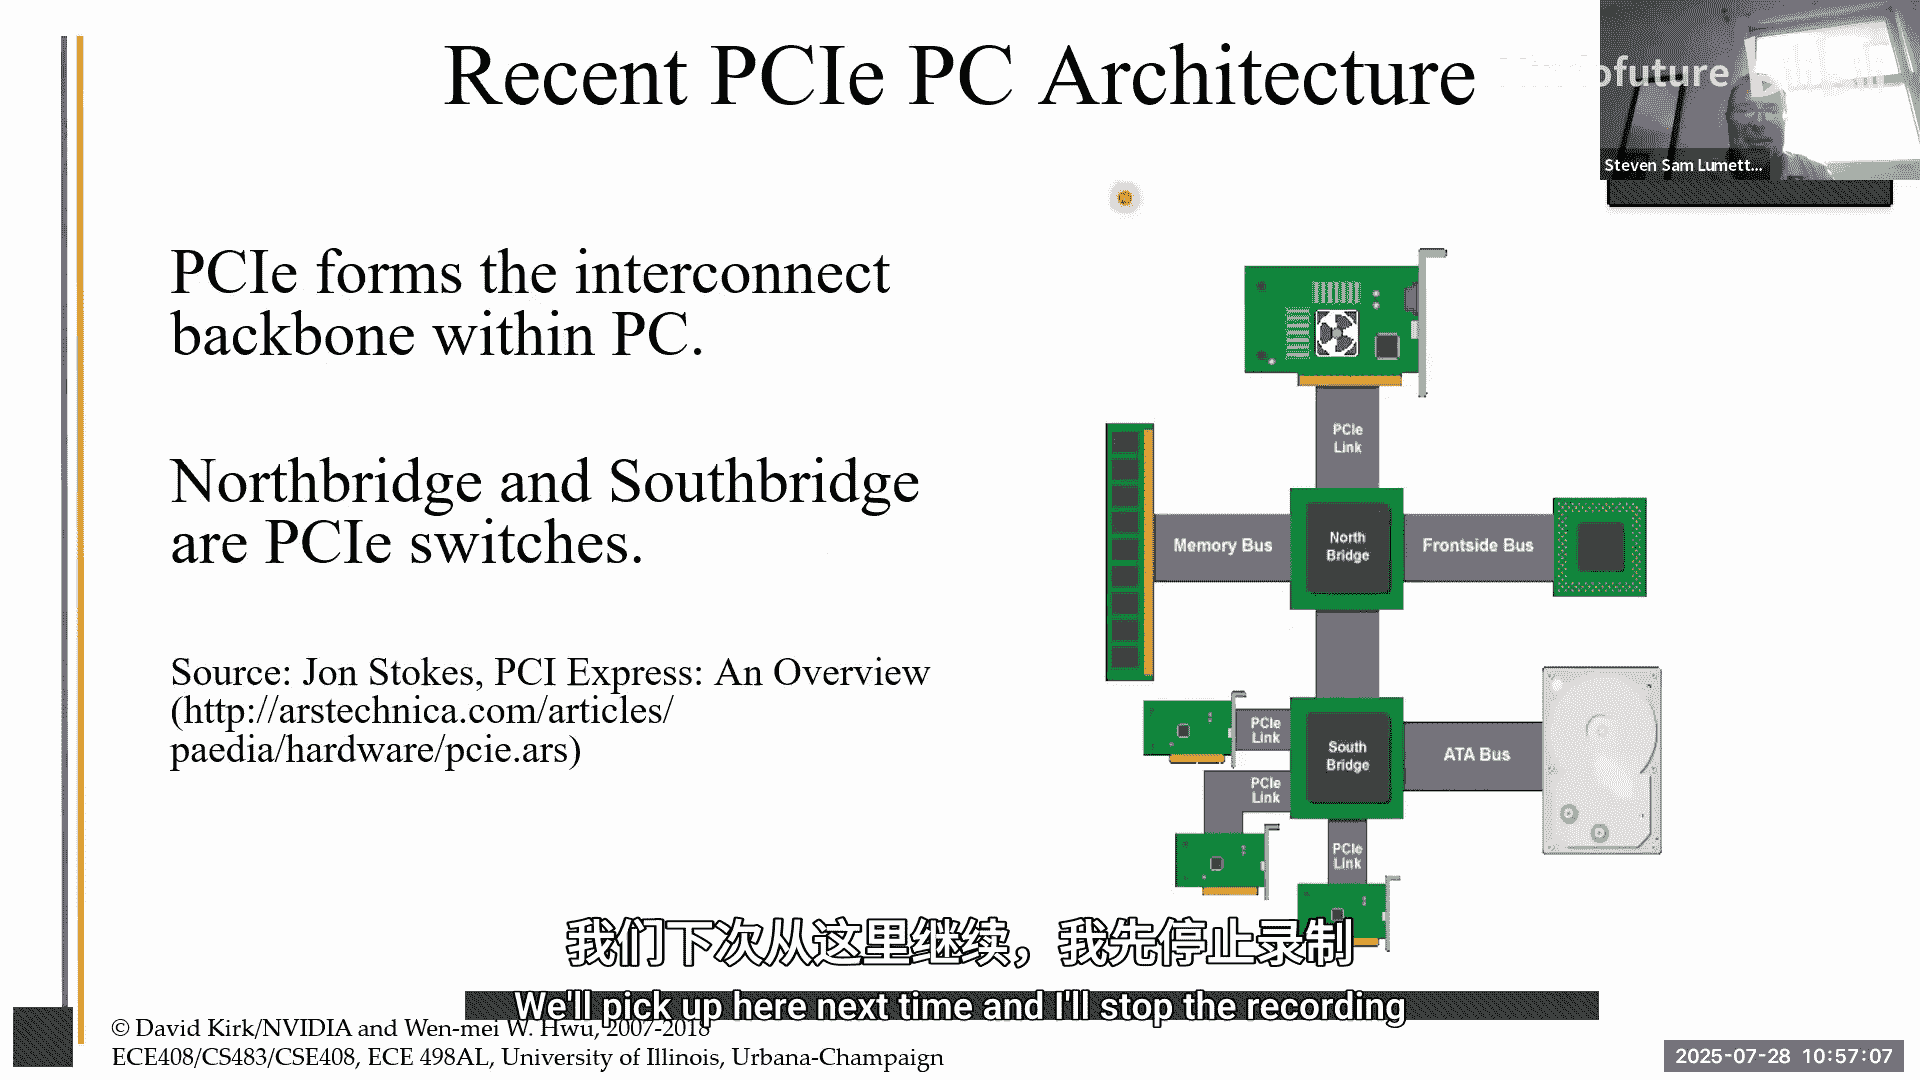 Recent PCIe PC Architecture
ofuture
Steven Sam Lumett...
PCIe forms the interconnect
backbone within PC.
Northbridge and Southbridge
are PCIe switches.
Source: Jon Stokes, PCI Express: An Overview
(http://arstechnica.com/articles/
paedia/hardware/pcie.ars)
PCIe
Link
Memory Bus
North
Bridge
Frontside Bus
PCIe
Link
South
Bridge
ATA Bus
PCIe
Link
PCIe
Link
我们下次从这里继续，我先停止录制
We'll pick up here next time and I'll stop the recording
© David Kirk/NVIDIA and Wen-mei W. Hwu, 2007-2018
ECE408/CS483/CSE408, ECE 498AL, University of Illinois, Urbana-Champaign
2025-07-28 10:57:07